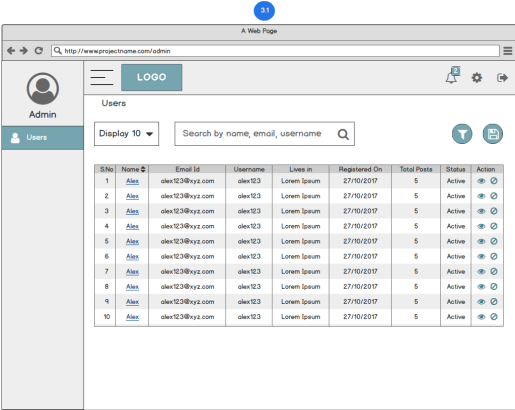 3.1
A Web Page
http://www.projectname.com/admin
LOGO
2
Admin
Users
Users
Display 10
Search by name, email, username
S.No Name Email Id Username Lives in Registered On Total Posts Status Action
1 Alex alex123@xyz.com alex123 Lorem Ipsum 27/10/2017 5 Active
2 Alex alex123@xyz.com alex123 Lorem Ipsum 27/10/2017 5 Active
3 Alex alex123@xyz.com alex123 Lorem Ipsum 27/10/2017 5 Active
4 Alex alex123@xyz.com alex123 Lorem Ipsum 27/10/2017 5 Active
5 Alex alex123@xyz.com alex123 Lorem Ipsum 27/10/2017 5 Active
6 Alex alex123@xyz.com alex123 Lorem Ipsum 27/10/2017 5 Active
7 Alex alex123@xyz.com alex123 Lorem Ipsum 27/10/2017 5 Active
8 Alex alex123@xyz.com alex123 Lorem Ipsum 27/10/2017 5 Active
9 Alex alex123@xyz.com alex123 Lorem Ipsum 27/10/2017 5 Active
10 Alex alex123@xyz.com alex123 Lorem Ipsum 27/10/2017 5 Active